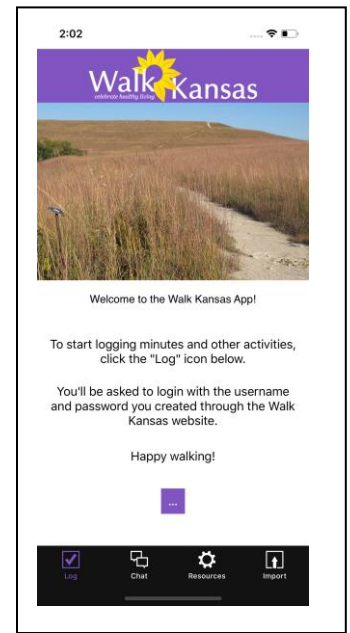 2:02
Walk Kansas
celebrate healthy living
Welcome to the Walk Kansas App!
To start logging minutes and other activities,
click the "Log" icon below.
You'll be asked to login with the username
and password you created through the Walk
Kansas website.
Happy walking!
...
Log Chat Resources Import